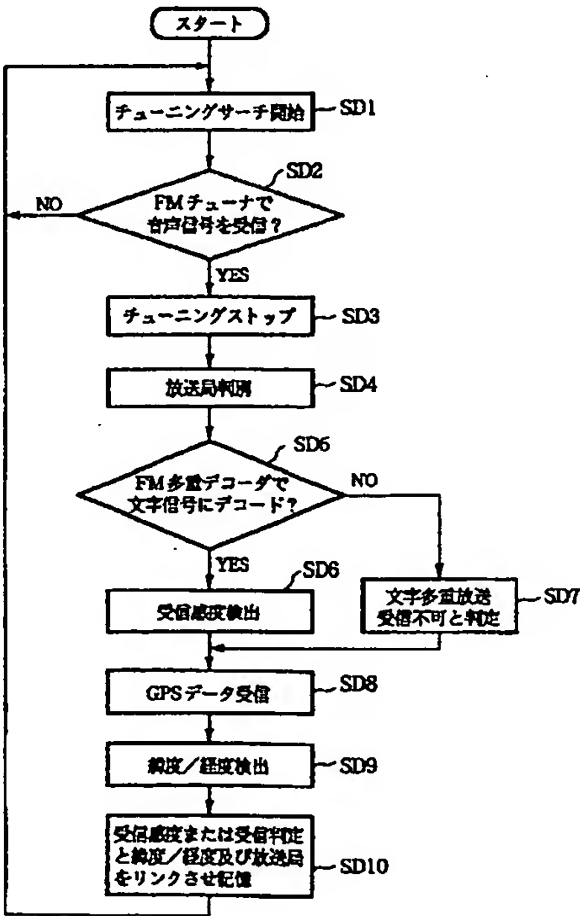 スタート
チューニングサーチ開始
SD1
SD2
FMチューナで
音声信号を受信?
NO
YES
チューニングストップ
SD3
放送局判別
SD4
SD5
FM多重デコーダで
文字信号にデコード?
NO
YES
SD6
受信感度検出
文字多重放送
受信不可と判定
SD7
GPSデータ受信
SD8
緯度/経度検出
SD9
受信感度または受信判定
と緯度/経度及び放送局
をリンクさせ記憶
SD10